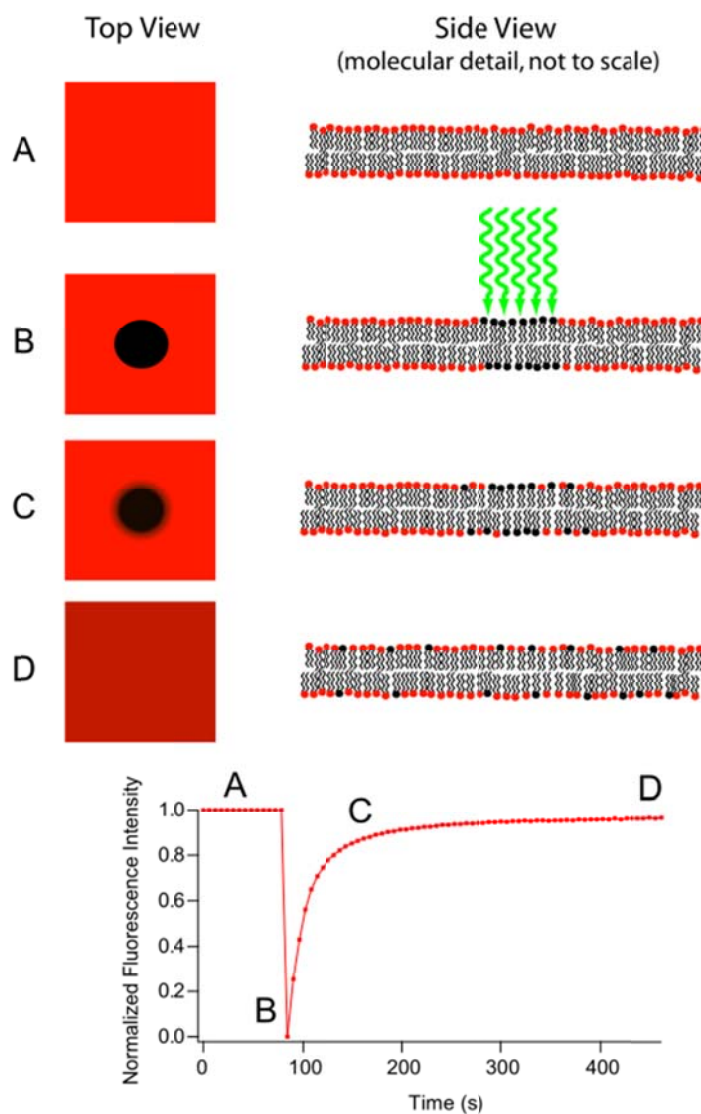 Top View
Side View
(molecular detail, not to scale)
A
B
C
D
A
C
D
B
1.0
0.8
0.6
0.4
0.2
0.0
Normalized Fluorescence Intensity
0
100
200
300
400
Time (s)